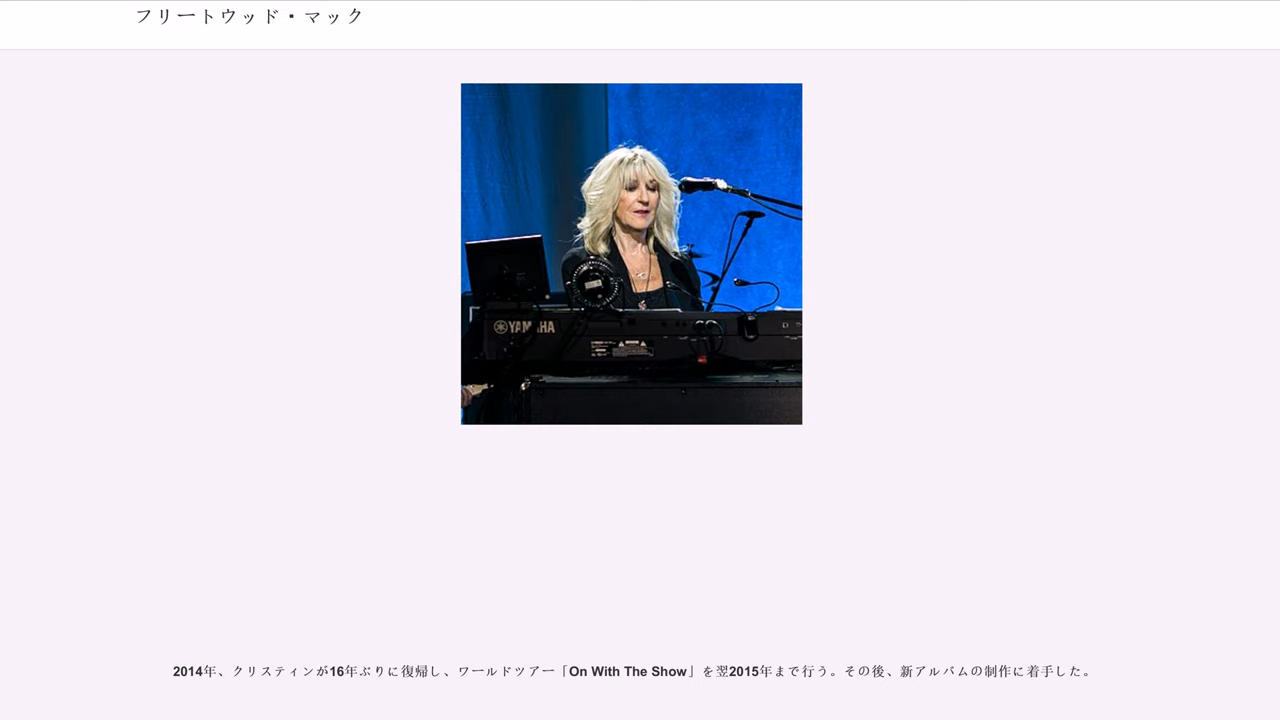 フリートウッド・マック
YAMAHA
2014年、クリスティンが16年ぶりに復帰し、ワールドツアー「On With The Show」を翌2015年まで行う。その後、新アルバムの制作に着手した。